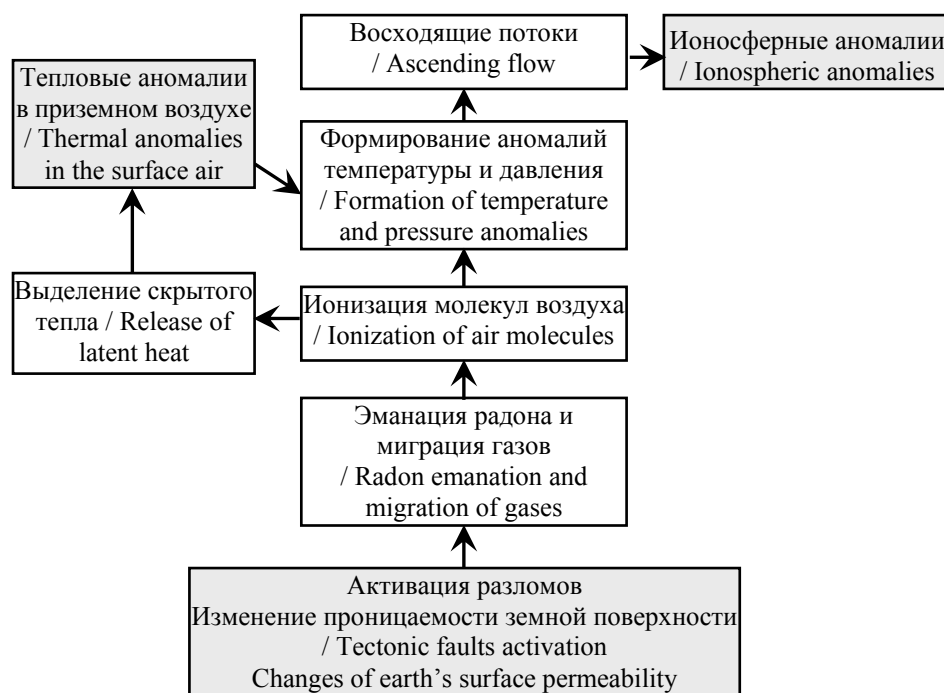 Восходящие потоки
/ Ascending flow
Ионосферные аномалии
/ Ionospheric anomalies
Тепловые аномалии
в приземном воздухе
/ Thermal anomalies
in the surface air
Формирование аномалий
температуры и давления
/ Formation of temperature
and pressure anomalies
Выделение скрытого
тепла / Release of
latent heat
Ионизация молекул воздуха
/ Ionization of air molecules
Эманация радона и
миграция газов
/ Radon emanation and
migration of gases
Активация разломов
Изменение проницаемости земной поверхности
/ Tectonic faults activation
Changes of earth’s surface permeability